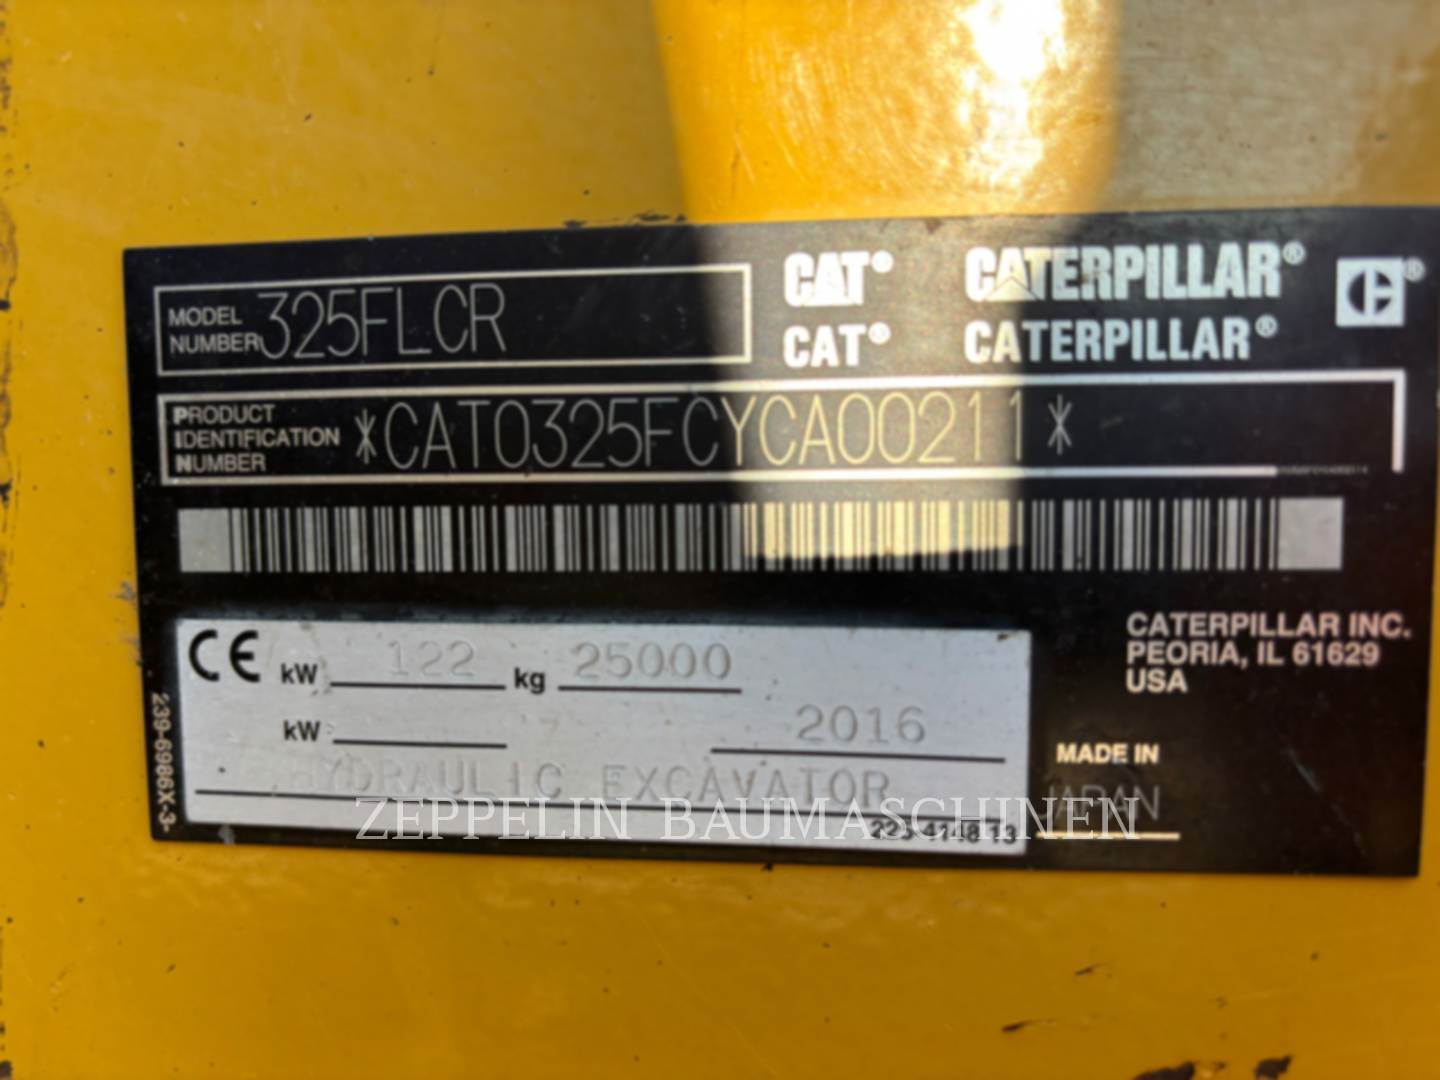 MODEL NUMBER 325FLCR
CAT® CATERPILLAR®
CAT® CATERPILLAR®
PRODUCT IDENTIFICATION NUMBER *CAT0325FCYCA00211*
CE kW 122 kg 25000
kW 2016
HYDRAULIC EXCAVATOR
CATERPILLAR INC.
PEORIA, IL 61629
USA
MADE IN
JAPAN
239-6986X-3-
ZEPPELIN BAUMASCHINEN